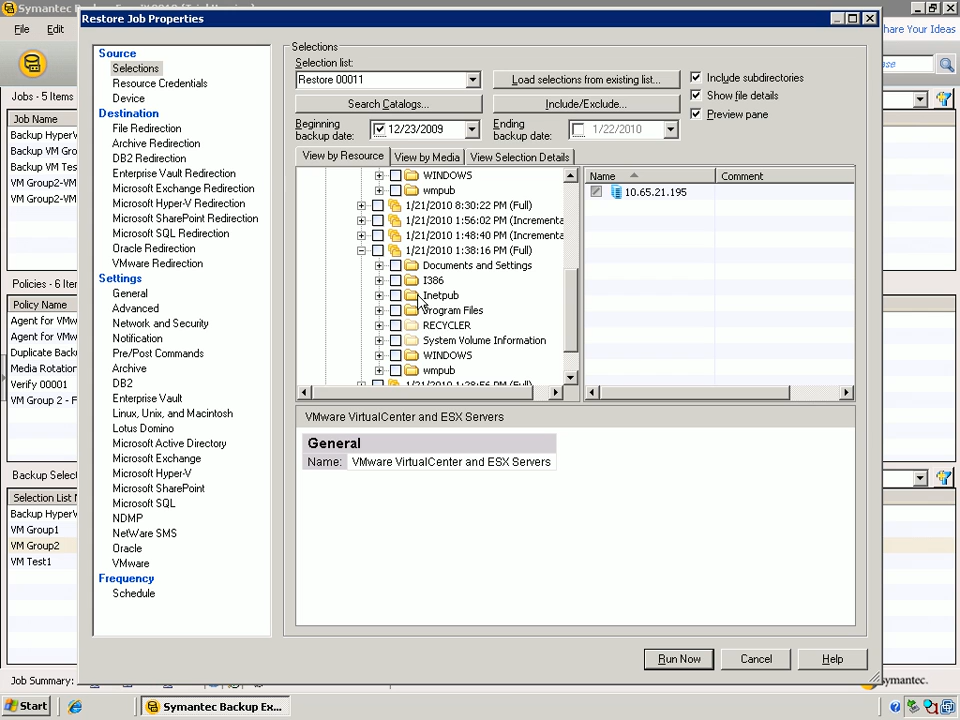 Symantec Backup Ex
Restore Job Properties
File
Edit
hare Your Ideas
Jobs - 5 Items
Job Name
Backup HyperV
Backup VM Gro
Backup VM Tes
VM Group2-VM
VM Group2-VM
Policies - 6 Items
Policy Name
Agent for VMw
Agent for VMw
Duplicate Backu
Media Rotation
Verify 00001
VM Group 2 - F
Backup Select
Selection List N
Backup HyperV
VM Group1
VM Group2
VM Test1
Job Summary:
Source
Selections
Resource Credentials
Device
Destination
File Redirection
Archive Redirection
DB2 Redirection
Enterprise Vault Redirection
Microsoft Exchange Redirection
Microsoft Hyper-V Redirection
Microsoft SharePoint Redirection
Microsoft SQL Redirection
Oracle Redirection
VMware Redirection
Settings
General
Advanced
Network and Security
Notification
Pre/Post Commands
Archive
DB2
Enterprise Vault
Linux, Unix, and Macintosh
Lotus Domino
Microsoft Active Directory
Microsoft Exchange
Microsoft Hyper-V
Microsoft SharePoint
Microsoft SQL
NDMP
NetWare SMS
Oracle
VMware
Frequency
Schedule
Selections
Selection list:
Restore 00011
Load selections from existing list...
Search Catalogs...
Include/Exclude...
Include subdirectories
Show file details
Preview pane
Beginning backup date:
12/23/2009
Ending backup date:
1/22/2010
View by Resource
View by Media
View Selection Details
WINDOWS
wmpub
1/21/2010 8:30:22 PM (Full)
1/21/2010 1:56:02 PM (Incrementa
1/21/2010 1:48:40 PM (Incrementa
1/21/2010 1:38:16 PM (Full)
Documents and Settings
I386
Inetpub
Program Files
RECYCLER
System Volume Information
WINDOWS
wmpub
1/21/2010 1:28:56 PM (Full)
Name
Comment
10.65.21.195
VMware VirtualCenter and ESX Servers
General
Name: VMware VirtualCenter and ESX Servers
Run Now
Cancel
Help
symantec.
Start
Symantec Backup Ex...